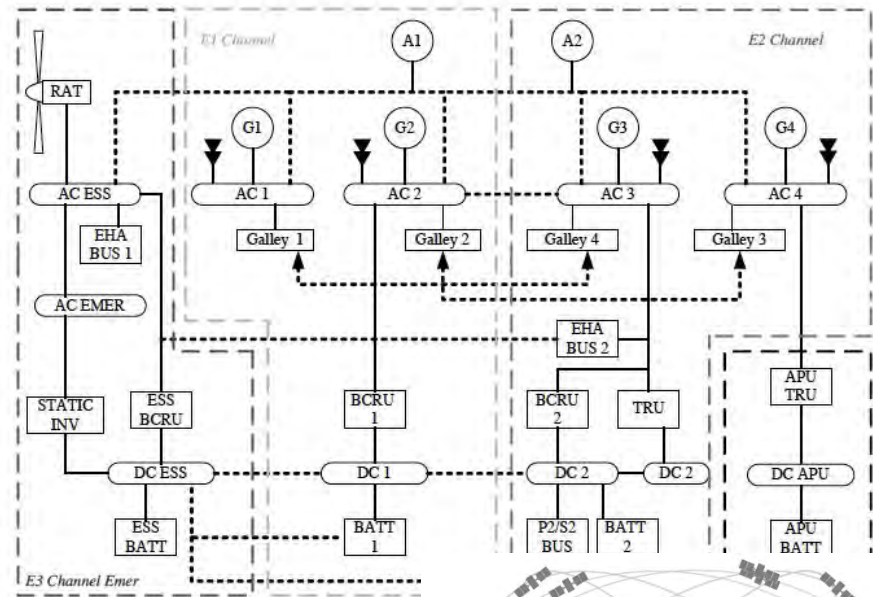 E1 Channel
A1
A2
E2 Channel
RAT
G1
G2
G3
G4
AC ESS
AC 1
AC 2
AC 3
AC 4
EHA
BUS 1
Galley 1
Galley 2
Galley 4
Galley 3
AC EMER
EHA
BUS 2
STATIC
INV
ESS
BCRU
BCRU
1
BCRU
2
TRU
APU
TRU
DC ESS
DC 1
DC 2
DC 2
DC APU
ESS
BATT
BATT
1
P2/S2
BUS
BATT
2
APU
BATT
E3 Channel Emer